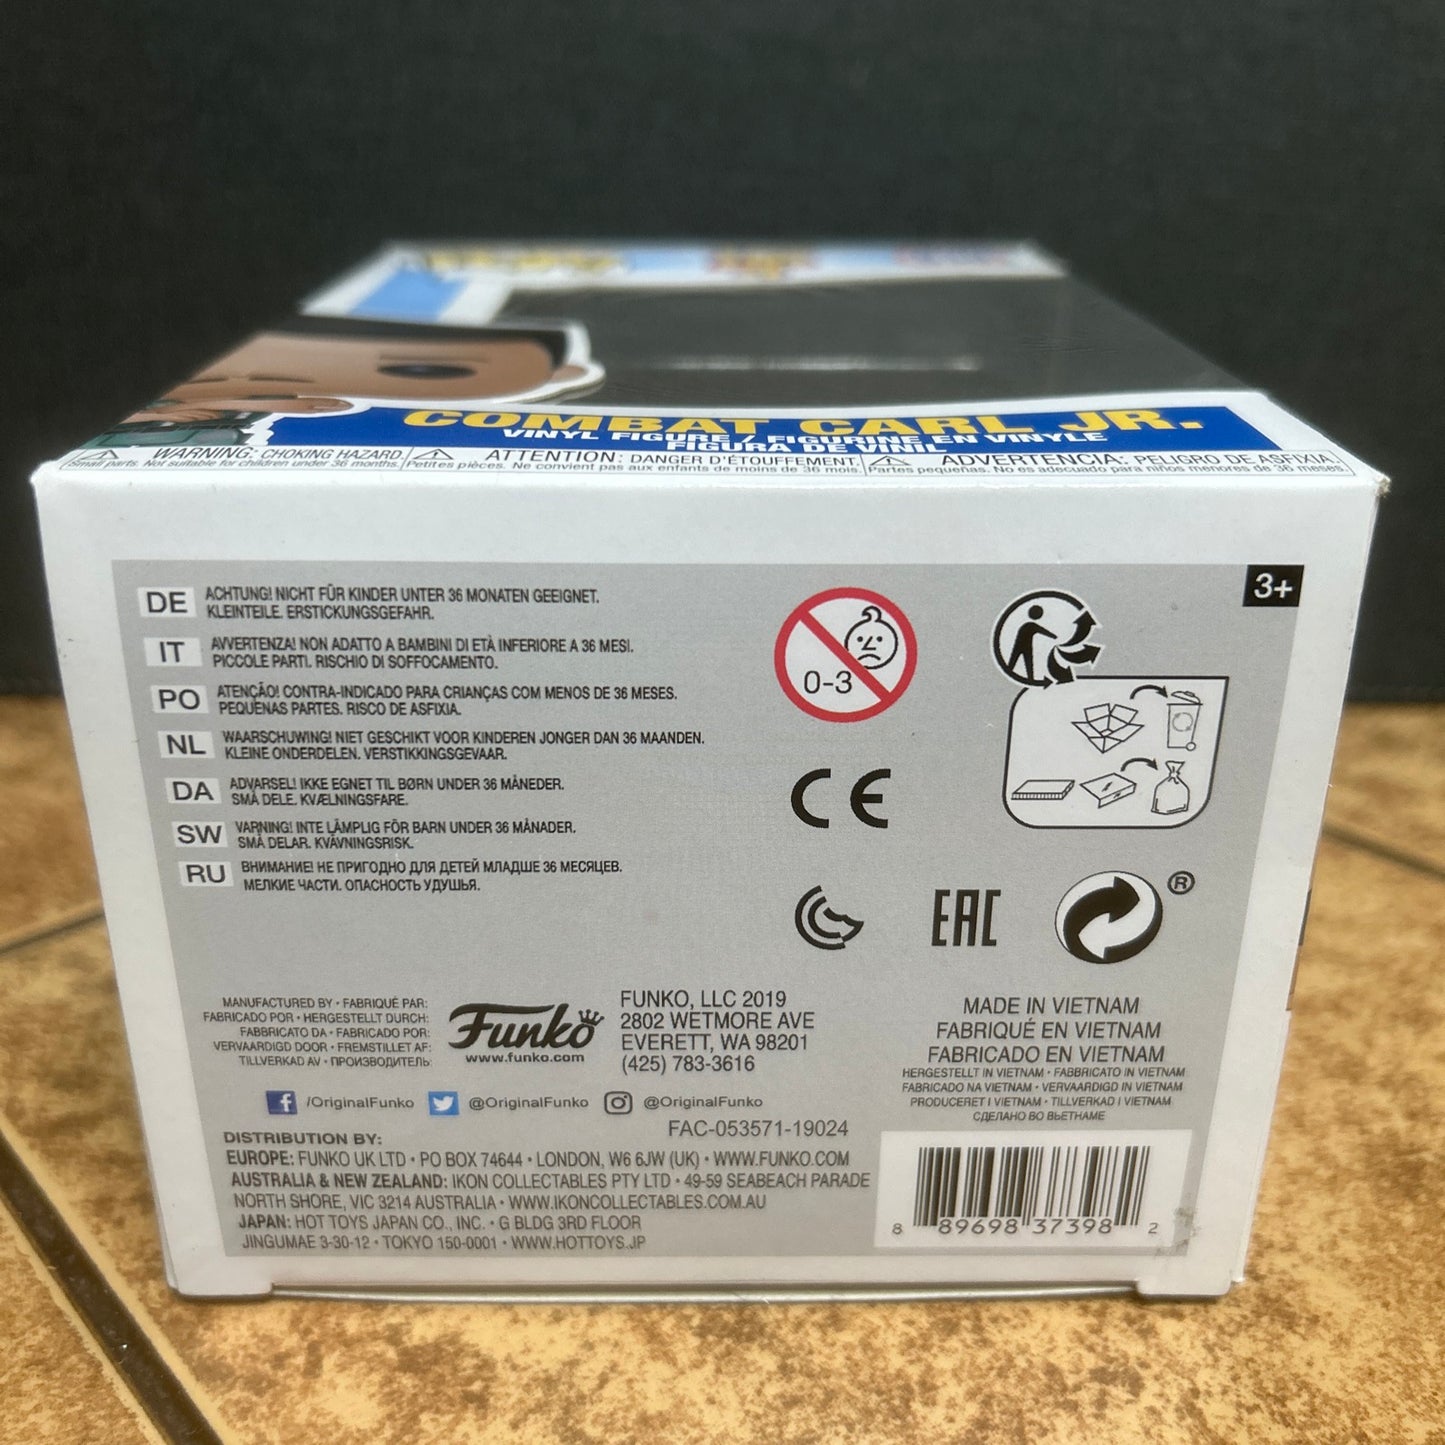 COMBAT CARL JR.
VINYL FIGURE / FIGURINE EN VINYLE
FIGURA DE VINIL
WARNING: CHOKING HAZARD.
Small parts. Not suitable for children under 36 months.
ATTENTION: DANGER D'ÉTOUFFEMENT.
Petites pièces. Ne convient pas aux enfants de moins de 36 mois.
ADVERTENCIA: PELIGRO DE ASFIXIA.
Partes pequeñas. No es adecuado para niños menores de 36 meses.
3+
DE ACHTUNG! NICHT FÜR KINDER UNTER 36 MONATEN GEEIGNET.
KLEINTEILE. ERSTICKUNGSGEFAHR.
IT AVVERTENZA! NON ADATTO A BAMBINI DI ETÀ INFERIORE A 36 MESI.
PICCOLE PARTI. RISCHIO DI SOFFOCAMENTO.
PO ATENÇÃO! CONTRA-INDICADO PARA CRIANÇAS COM MENOS DE 36 MESES.
PEQUENAS PARTES. RISCO DE ASFIXIA.
NL WAARSCHUWING! NIET GESCHIKT VOOR KINDEREN JONGER DAN 36 MAANDEN.
KLEINE ONDERDELEN. VERSTIKKINGSGEVAAR.
DA ADVARSEL! IKKE EGNET TIL BØRN UNDER 36 MÅNEDER.
SMÅ DELE. KVÆLNINGSFARE.
SW VARNING! INTE LÄMPLIG FÖR BARN UNDER 36 MÅNADER.
SMÅ DELAR. KVÄVNINGSRISK.
RU ВНИМАНИЕ! НЕ ПРИГОДНО ДЛЯ ДЕТЕЙ МЛАДШЕ 36 МЕСЯЦЕВ.
МЕЛКИЕ ЧАСТИ. ОПАСНОСТЬ УДУШЬЯ.
0-3
CE
EAC
®
MANUFACTURED BY • FABRIQUÉ PAR:
FABRICADO POR • HERGESTELLT DURCH:
FABBRICATO DA • FABRICADO POR:
VERVAARDIGD DOOR • FREMSTILLET AF:
TILLVERKAD AV • ПРОИЗВОДИТЕЛЬ:
Funko
www.funko.com
FUNKO, LLC 2019
2802 WETMORE AVE
EVERETT, WA 98201
(425) 783-3616
MADE IN VIETNAM
FABRIQUÉ EN VIETNAM
FABRICADO EN VIETNAM
HERGESTELLT IN VIETNAM • FABBRICATO IN VIETNAM
FABRICADO NA VIETNAM • VERVAARDIGD IN VIETNAM
PRODUCERET I VIETNAM • TILLVERKAD I VIETNAM
СДЕЛАНО ВО ВЬЕТНАМЕ
/OriginalFunko @OriginalFunko @OriginalFunko
FAC-053571-19024
DISTRIBUTION BY:
EUROPE: FUNKO UK LTD • PO BOX 74644 • LONDON, W6 6JW (UK) • WWW.FUNKO.COM
AUSTRALIA & NEW ZEALAND: IKON COLLECTABLES PTY LTD • 49-59 SEABEACH PARADE
NORTH SHORE, VIC 3214 AUSTRALIA • WWW.IKONCOLLECTABLES.COM.AU
JAPAN: HOT TOYS JAPAN CO., INC. • G BLDG 3RD FLOOR
JINGUMAE 3-30-12 • TOKYO 150-0001 • WWW.HOTTOYS.JP
8 89698 37398 2